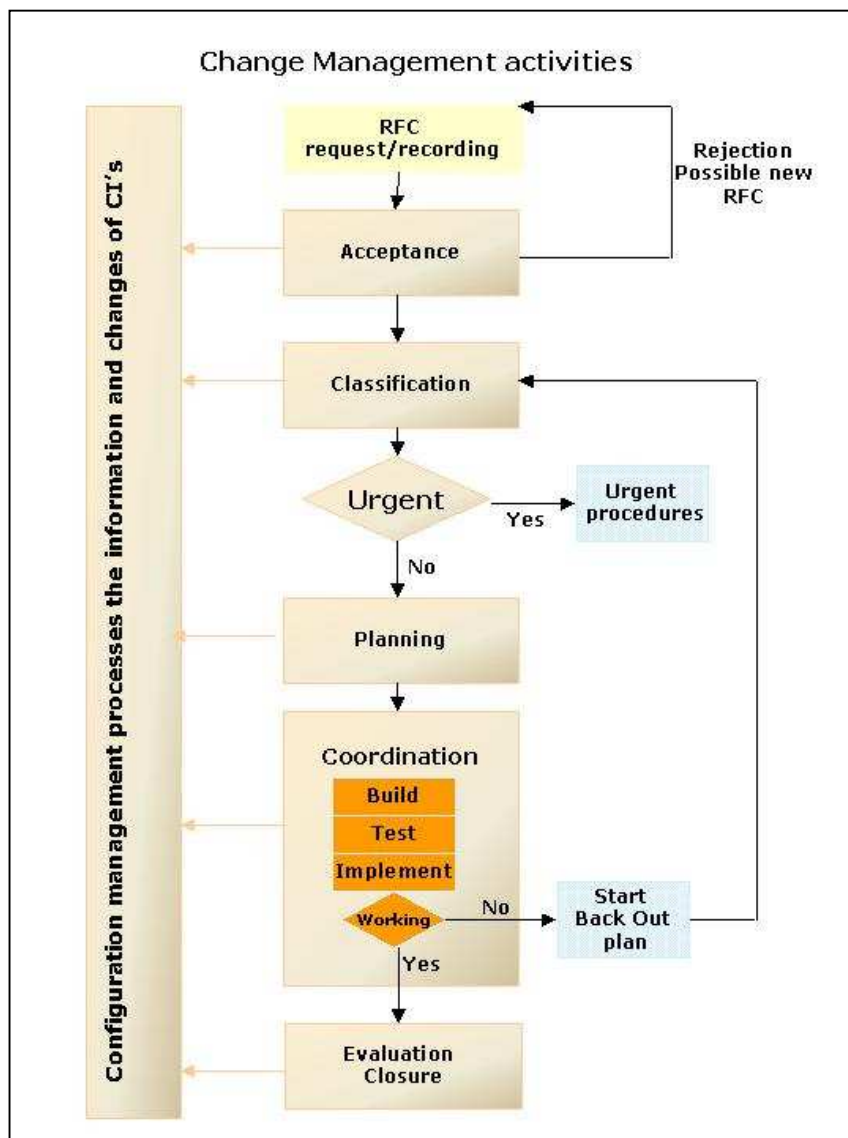 Change Management activities
Configuration management processes the information and changes of CI's
RFC
request/recording
Rejection
Possible new
RFC
Acceptance
Classification
Urgent
Yes
Urgent
procedures
No
Planning
Coordination
Build
Test
Implement
Working
No
Start
Back Out
plan
Yes
Evaluation
Closure